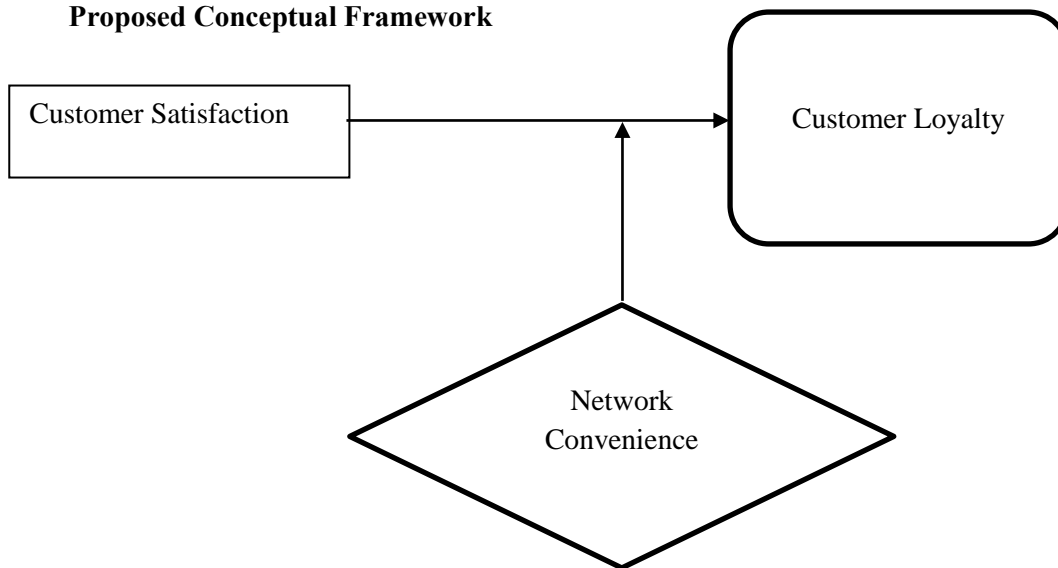 Proposed Conceptual Framework
Customer Satisfaction
Customer Loyalty
Network
Convenience